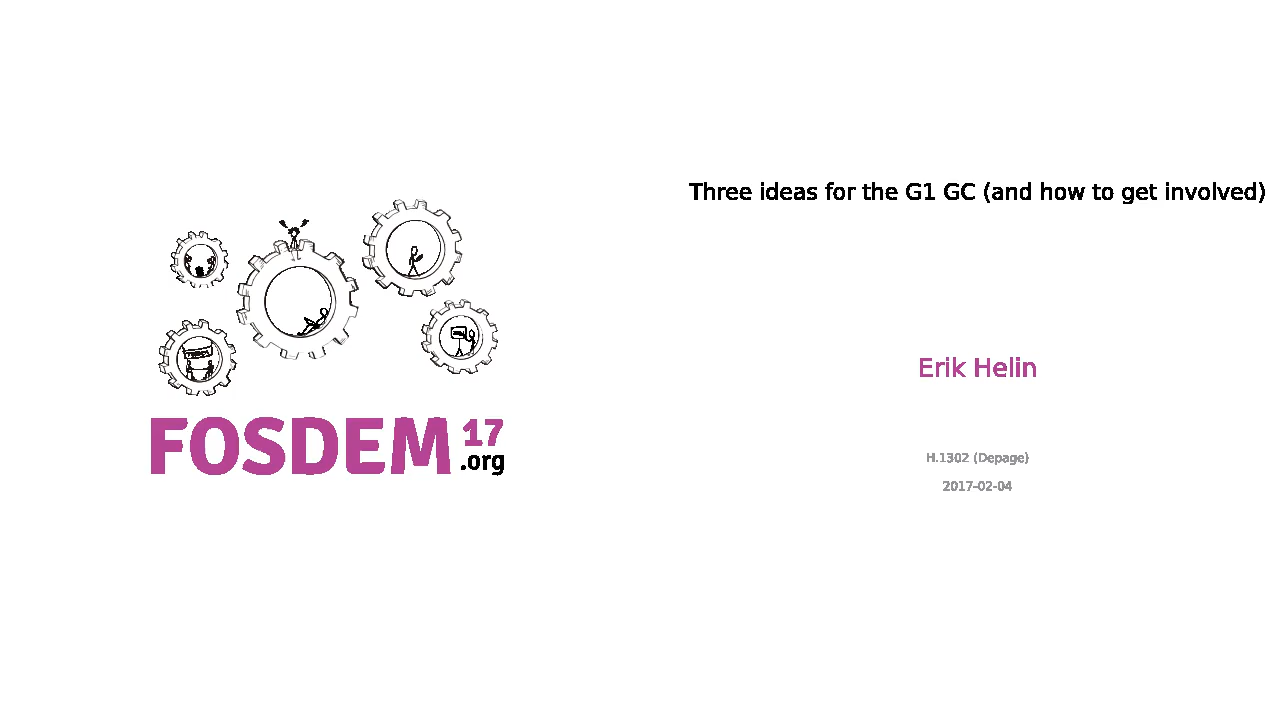 Three ideas for the G1 GC (and how to get involved)
Erik Helin
H.1302 (Depage)
2017-02-04
FOSDEM 17
.org